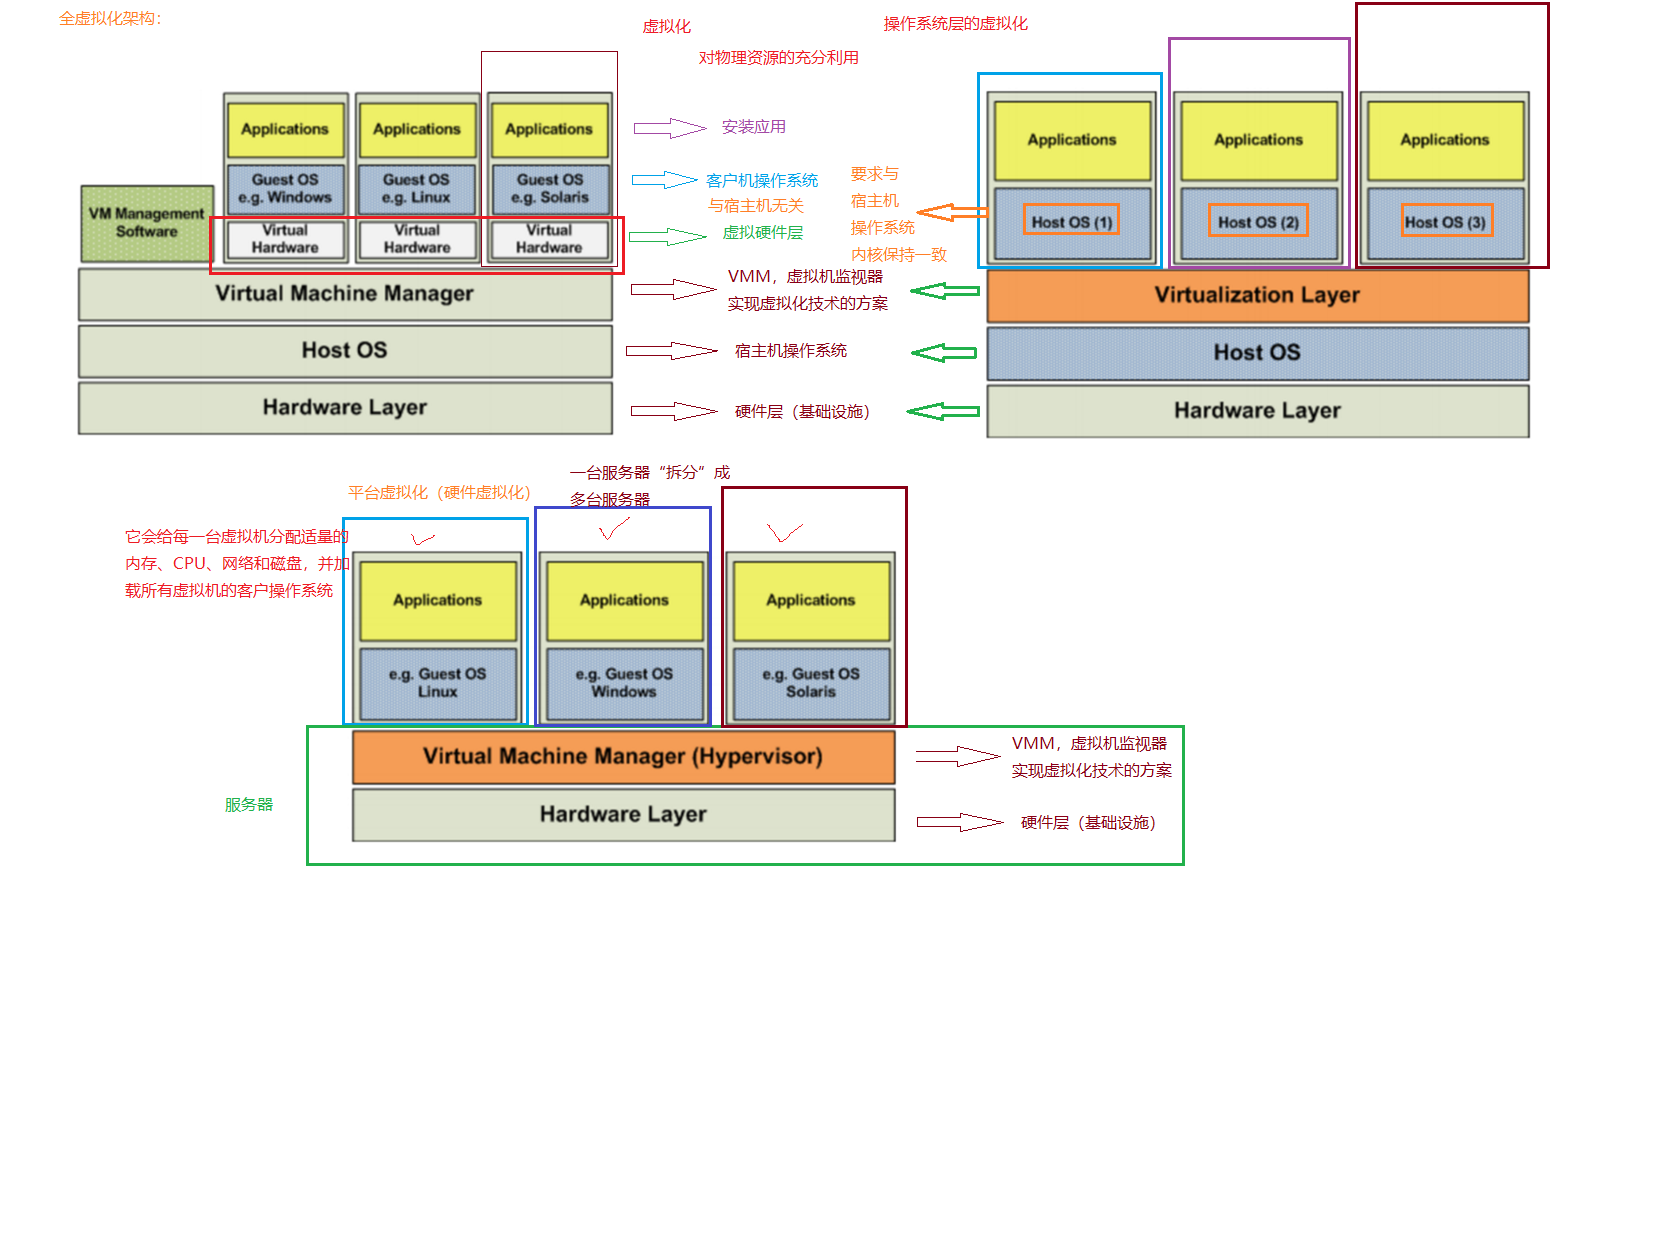 全虚拟化架构：
虚拟化
对物理资源的充分利用
操作系统层的虚拟化
Applications
Applications
Applications
安装应用
Guest OS
e.g. Windows
Guest OS
e.g. Linux
Guest OS
e.g. Solaris
客户机操作系统
与宿主机无关
VM Management
Software
Virtual
Hardware
Virtual
Hardware
Virtual
Hardware
虚拟硬件层
Virtual Machine Manager
VMM，虚拟机监视器
实现虚拟化技术的方案
Host OS
宿主机操作系统
Hardware Layer
硬件层（基础设施）
Applications
Applications
Applications
要求与
宿主机
操作系统
内核保持一致
Host OS (1)
Host OS (2)
Host OS (3)
Virtualization Layer
Host OS
Hardware Layer
一台服务器“拆分”成
多台服务器
平台虚拟化（硬件虚拟化）
它会给每一台虚拟机分配适量的
内存、CPU、网络和磁盘，并加
载所有虚拟机的客户操作系统
Applications
Applications
Applications
e.g. Guest OS
Linux
e.g. Guest OS
Windows
e.g. Guest OS
Solaris
Virtual Machine Manager (Hypervisor)
VMM，虚拟机监视器
实现虚拟化技术的方案
服务器
Hardware Layer
硬件层（基础设施）